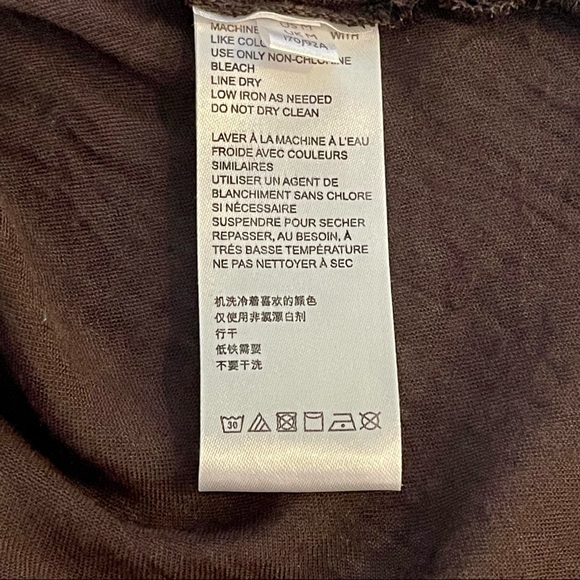 MACHINE
WITH
UK M
170/92A
LIKE
USE ONLY NON-CHLORINE
BLEACH
LINE DRY
LOW IRON AS NEEDED
DO NOT DRY CLEAN
LAVER À LA MACHINE À L'EAU
FROIDE AVEC COULEURS
SIMILAIRES
UTILISER UN AGENT DE
BLANCHIMENT SANS CHLORE
SI NÉCESSAIRE
SUSPENDRE POUR SECHER
REPASSER, AU BESOIN, À
TRÉS BASSE TEMPÉRATURE
NE PAS NETTOYER À SEC
机洗冷着喜欢的颜色
仅使用非氯漂白剂
行干
低铁需要
不要干洗
30